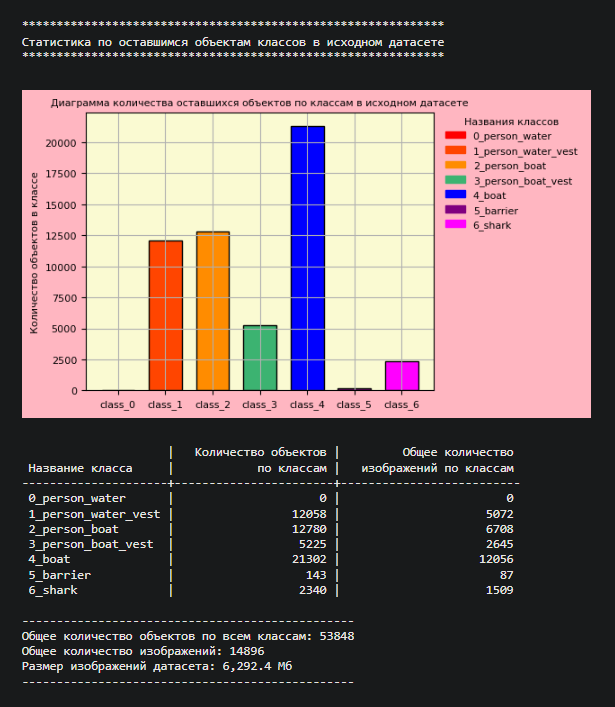 *************************************************************
Статистика по оставшимся объектам классов в исходном датасете
*************************************************************
Диаграмма количества оставшихся объектов по классам в исходном датасете
Количество объектов в классе
20000
17500
15000
12500
10000
7500
5000
2500
0
class_0 class_1 class_2 class_3 class_4 class_5 class_6
Названия классов
0_person_water
1_person_water_vest
2_person_boat
3_person_boat_vest
4_boat
5_barrier
6_shark
| Количество объектов | Общее количество
Название класса | по классам | изображений по классам
---------------------+-----------------------+--------------------------
0_person_water | 0 | 0
1_person_water_vest | 12058 | 5072
2_person_boat | 12780 | 6708
3_person_boat_vest | 5225 | 2645
4_boat | 21302 | 12056
5_barrier | 143 | 87
6_shark | 2340 | 1509
------------------------------------------------
Общее количество объектов по всем классам: 53848
Общее количество изображений: 14896
Размер изображений датасета: 6,292.4 Мб
------------------------------------------------